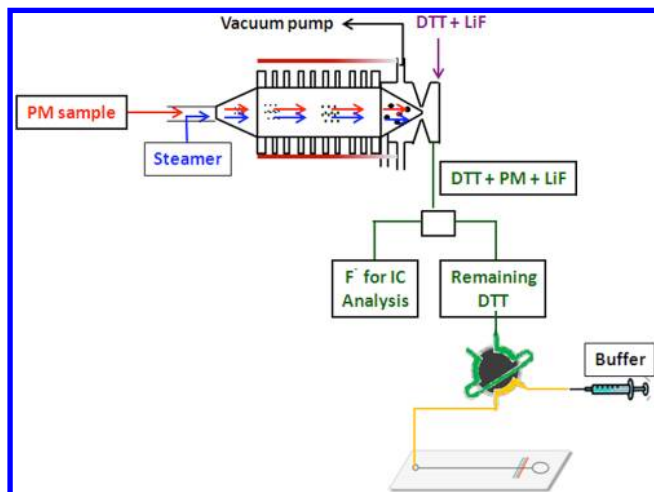 Vacuum pump
DTT + LiF
PM sample
Steamer
DTT + PM + LiF
F⁻ for IC
Analysis
Remaining
DTT
Buffer